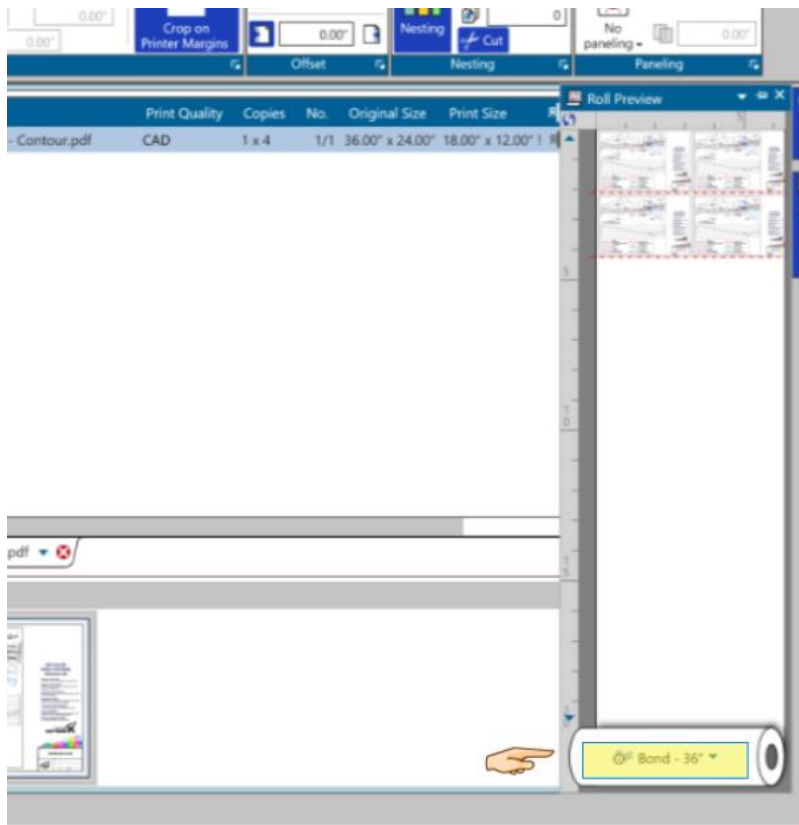 0.00"
0.00"
Crop on
Printer Margins
0.00"
Offset
Nesting
0
Cut
Nesting
No
paneling
0.00"
Paneling
Roll Preview
Print Quality Copies No. Original Size Print Size
- Contour.pdf CAD 1 x 4 1/1 36.00" x 24.00" 18.00" x 12.00" !
5
10
15
pdf
Bond - 36"